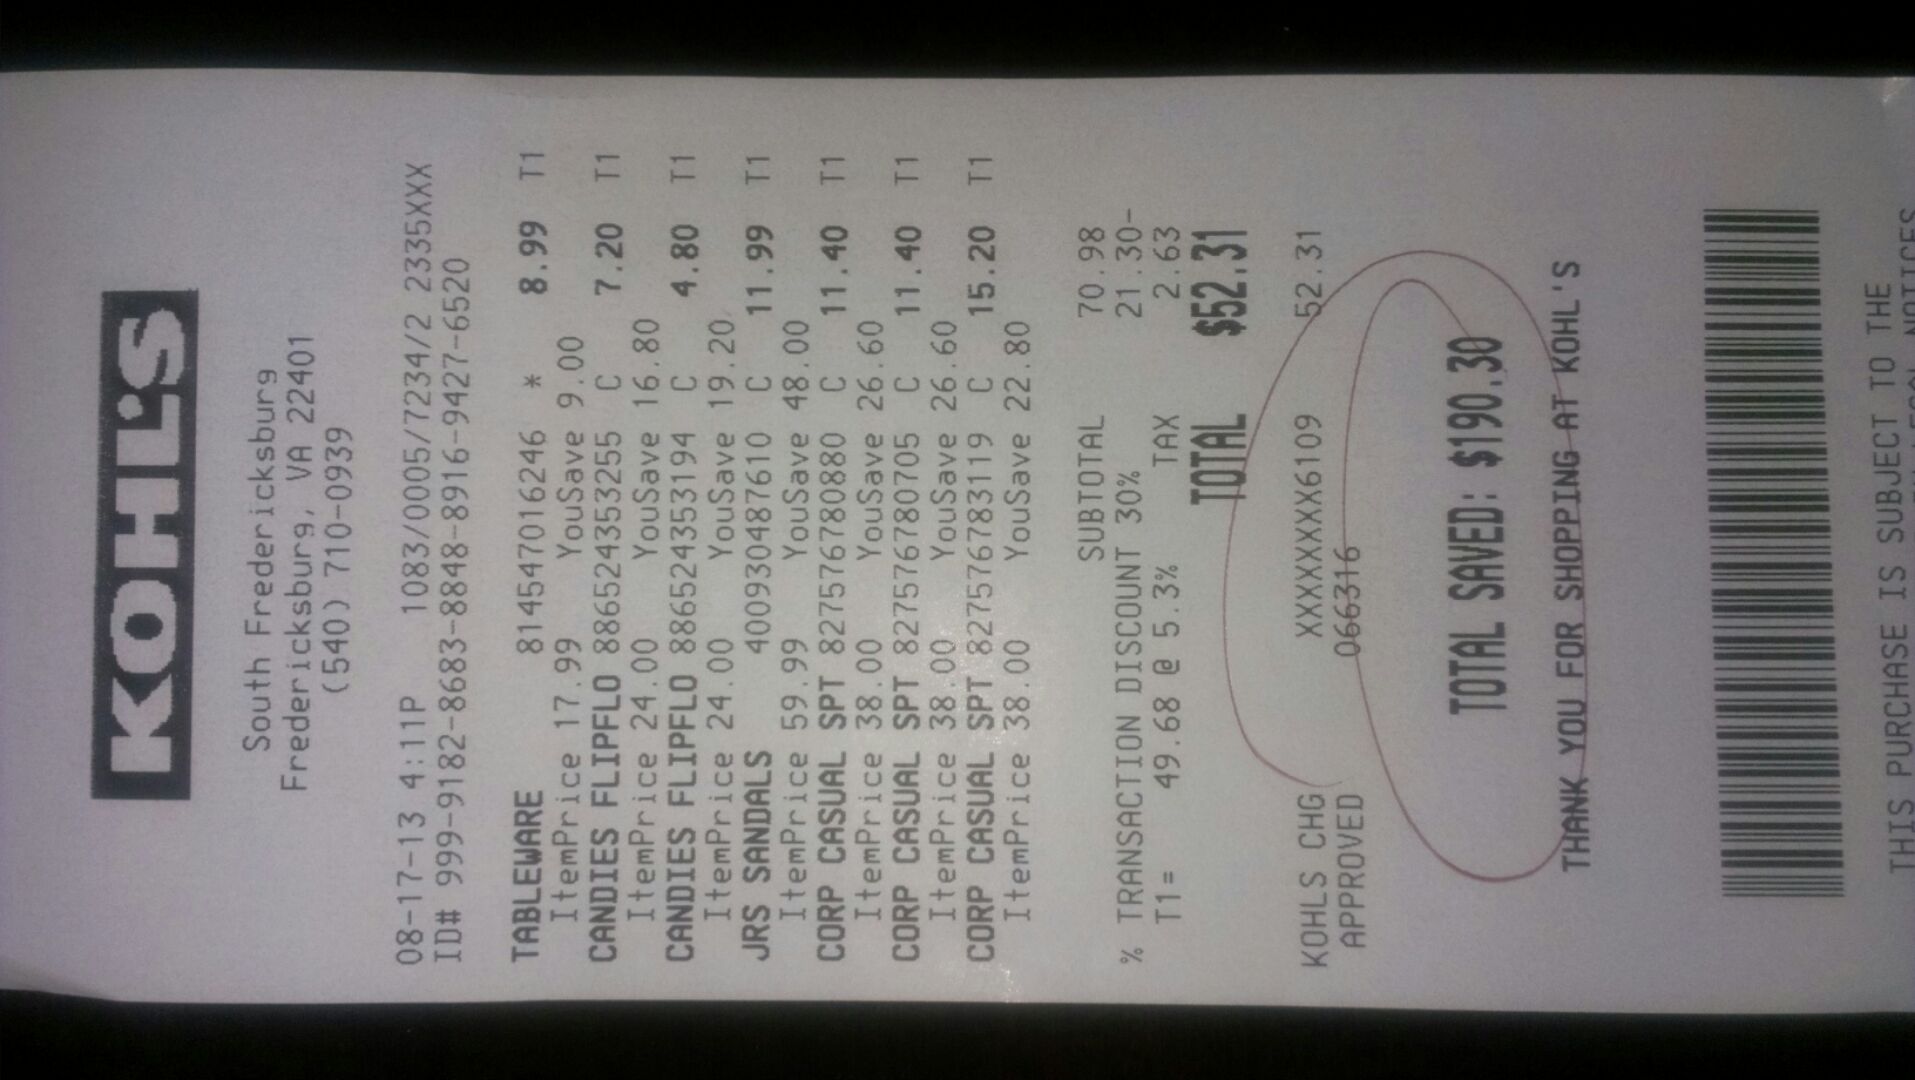 KOHL'S
South Fredericksburg
Fredericksburg, VA 22401
(540) 710-0939
08-17-13 4:11P 1083/0005/7234/2 2335XXX
ID# 999-9182-8683-8848-8916-9427-6520
TABLEWARE 814547016246 * 8.99 T1
ItemPrice 17.99 YouSave 9.00
CANDIES FLIPFLO 886524353255 C 7.20 T1
ItemPrice 24.00 YouSave 16.80
CANDIES FLIPFLO 886524353194 C 4.80 T1
ItemPrice 24.00 YouSave 19.20
JRS SANDALS 400930487610 C 11.99 T1
ItemPrice 59.99 YouSave 48.00
CORP CASUAL SPT 827576780880 C 11.40 T1
ItemPrice 38.00 YouSave 26.60
CORP CASUAL SPT 827576780705 C 11.40 T1
ItemPrice 38.00 YouSave 26.60
CORP CASUAL SPT 827576783119 C 15.20 T1
ItemPrice 38.00 YouSave 22.80
SUBTOTAL 70.98
% TRANSACTION DISCOUNT 30% 21.30-
T1= 49.68 @ 5.3% TAX 2.63
TOTAL $52.31
KOHLS CHG XXXXXXXX6109 52.31
APPROVED 066316
TOTAL SAVED: $190.30
THANK YOU FOR SHOPPING AT KOHL'S
THIS PURCHASE IS SUBJECT TO THE